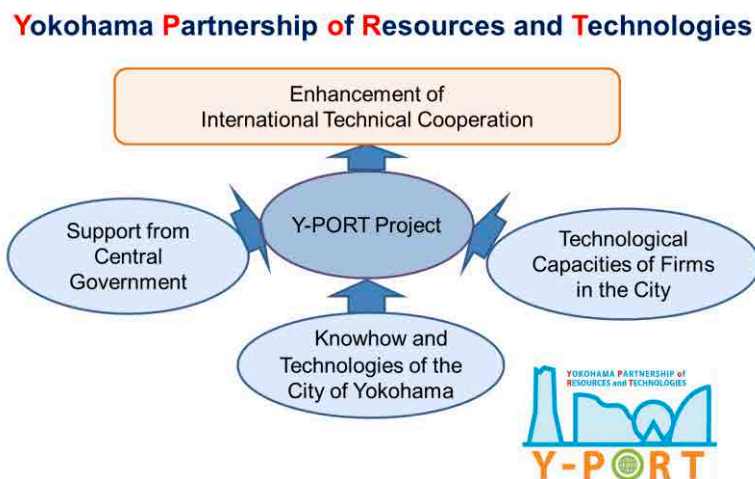 Yokohama Partnership of Resources and Technologies
Enhancement of
International Technical Cooperation
Y-PORT Project
Support from
Central
Government
Technological
Capacities of Firms
in the City
Knowhow and
Technologies of the
City of Yokohama
YOKOHAMA PARTNERSHIP of
RESOURCES and TECHNOLOGIES
Y-PORT